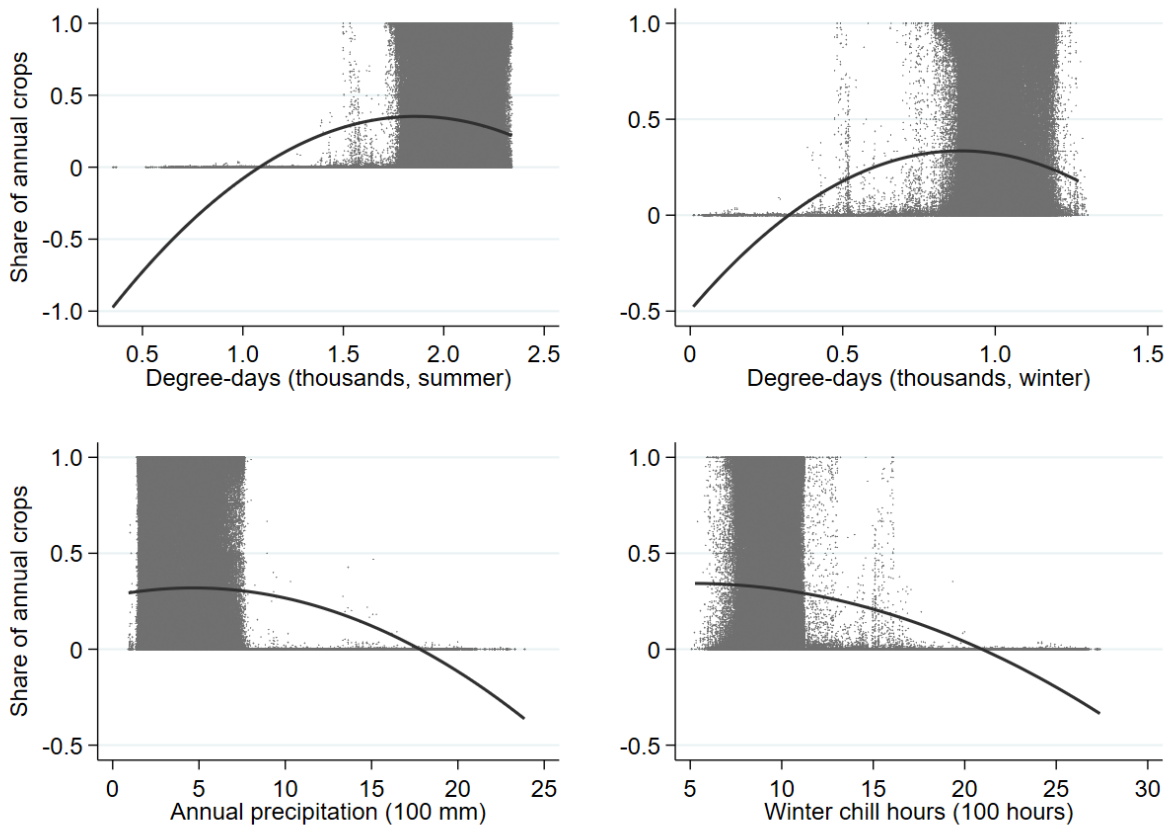 1.0
0.5
0
-0.5
-1.0
Share of annual crops
0.5 1.0 1.5 2.0 2.5
Degree-days (thousands, summer)
1.0
0.5
0
-0.5
0 0.5 1.0 1.5
Degree-days (thousands, winter)
1.0
0.5
0
-0.5
Share of annual crops
0 5 10 15 20 25
Annual precipitation (100 mm)
1.0
0.5
0
-0.5
5 10 15 20 25 30
Winter chill hours (100 hours)